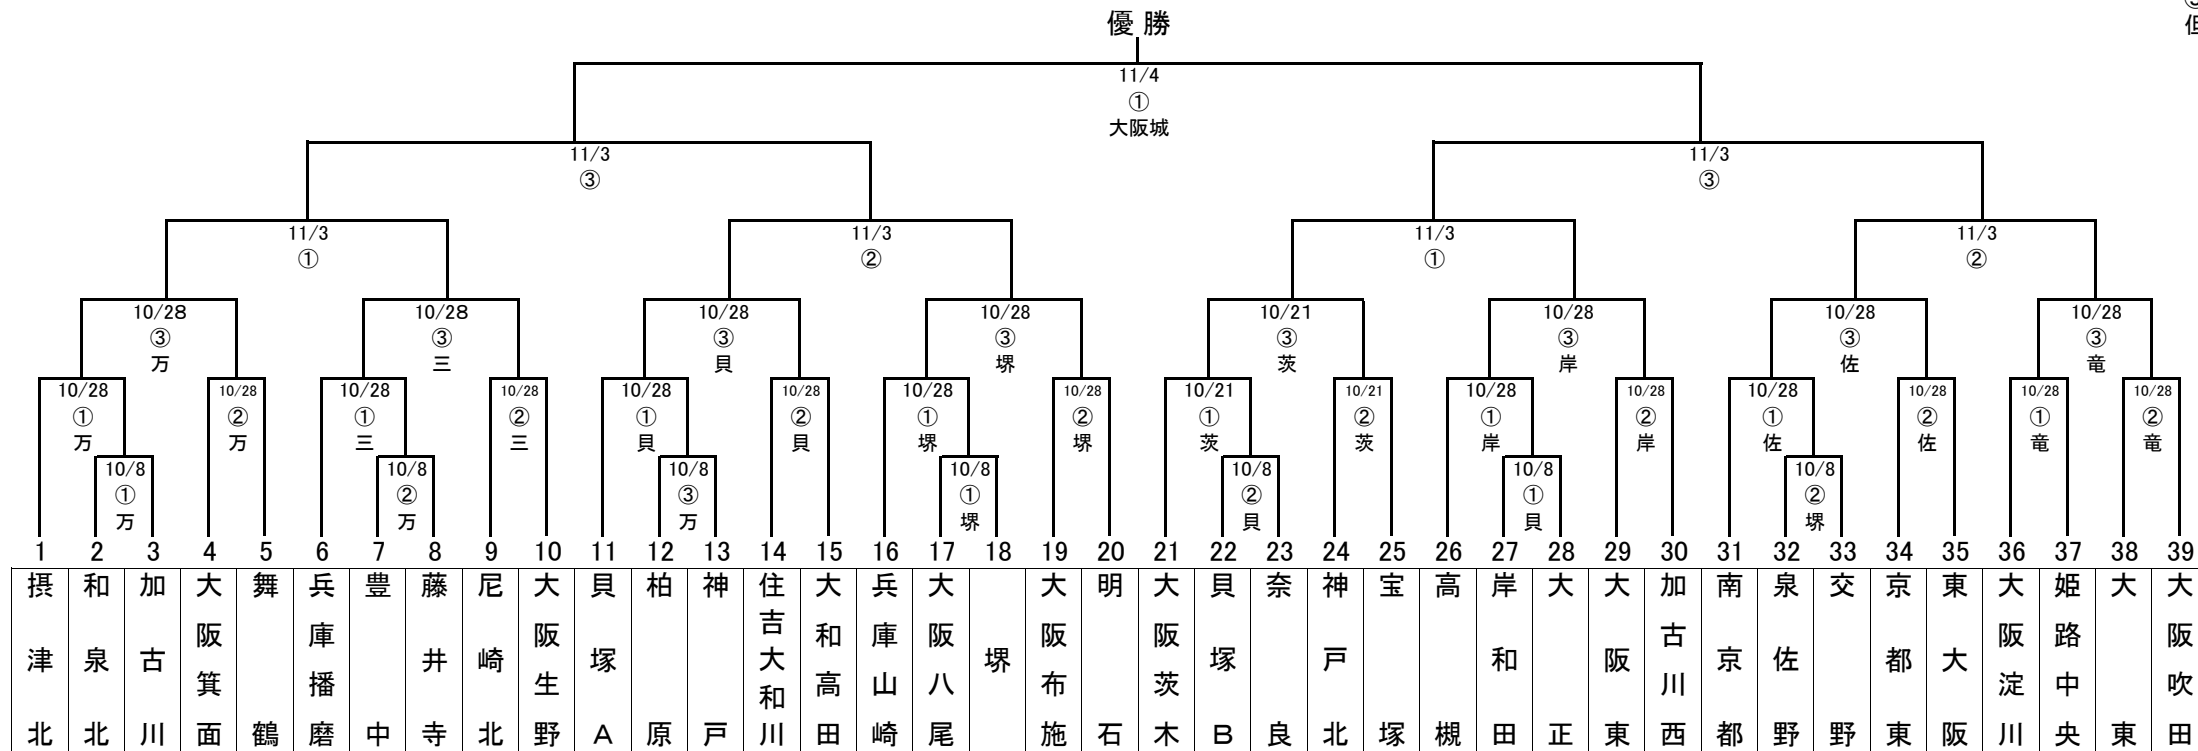 優勝
但
11/4
①
大阪城
11/3 11/3
③ ③
11/3 11/3 11/3 11/3
① ② ① ②
10/28 10/28 10/28 10/28 10/21 10/28 10/28 10/28
③ ③ ③ ③ ③ ③ ③ ③
万 三 貝 堺 茨 岸 佐 竜
10/28 10/28 10/28 10/28 10/28 10/28 10/28 10/28 10/21 10/21 10/28 10/28 10/28 10/28 10/28 10/28
① ② ① ② ① ② ① ② ① ② ① ② ① ② ① ②
万 万 三 三 貝 貝 堺 堺 茨 茨 岸 岸 佐 佐 竜 竜
10/8 10/8 10/8 10/8 10/8 10/8 10/8
① ② ③ ① ② ① ②
万 万 万 堺 貝 貝 堺
1 2 3 4 5 6 7 8 9 10 11 12 13 14 15 16 17 18 19 20 21 22 23 24 25 26 27 28 29 30 31 32 33 34 35 36 37 38 39
摂津北
和泉北
加古川
大阪箕面
舞鶴
兵庫播磨
豊中
藤井寺
尼崎北
大阪生野
貝塚A
柏原
神戸
住吉大和川
大和高田
兵庫山崎
大阪八尾
堺
大阪布施
明石
大阪茨木
貝塚B
奈良
神戸北
宝塚
高槻
岸和田
大正
大阪東
加古川西
南京都
泉佐野
交野
京都東
東大阪
大阪淀川
姫路中央
大東
大阪吹田